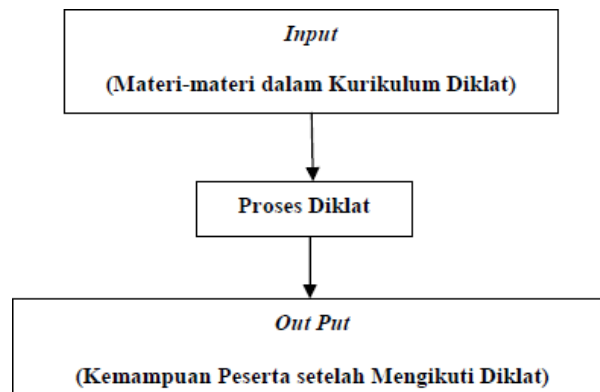 Input
(Materi-materi dalam Kurikulum Diklat)
Proses Diklat
Out Put
(Kemampuan Peserta setelah Mengikuti Diklat)